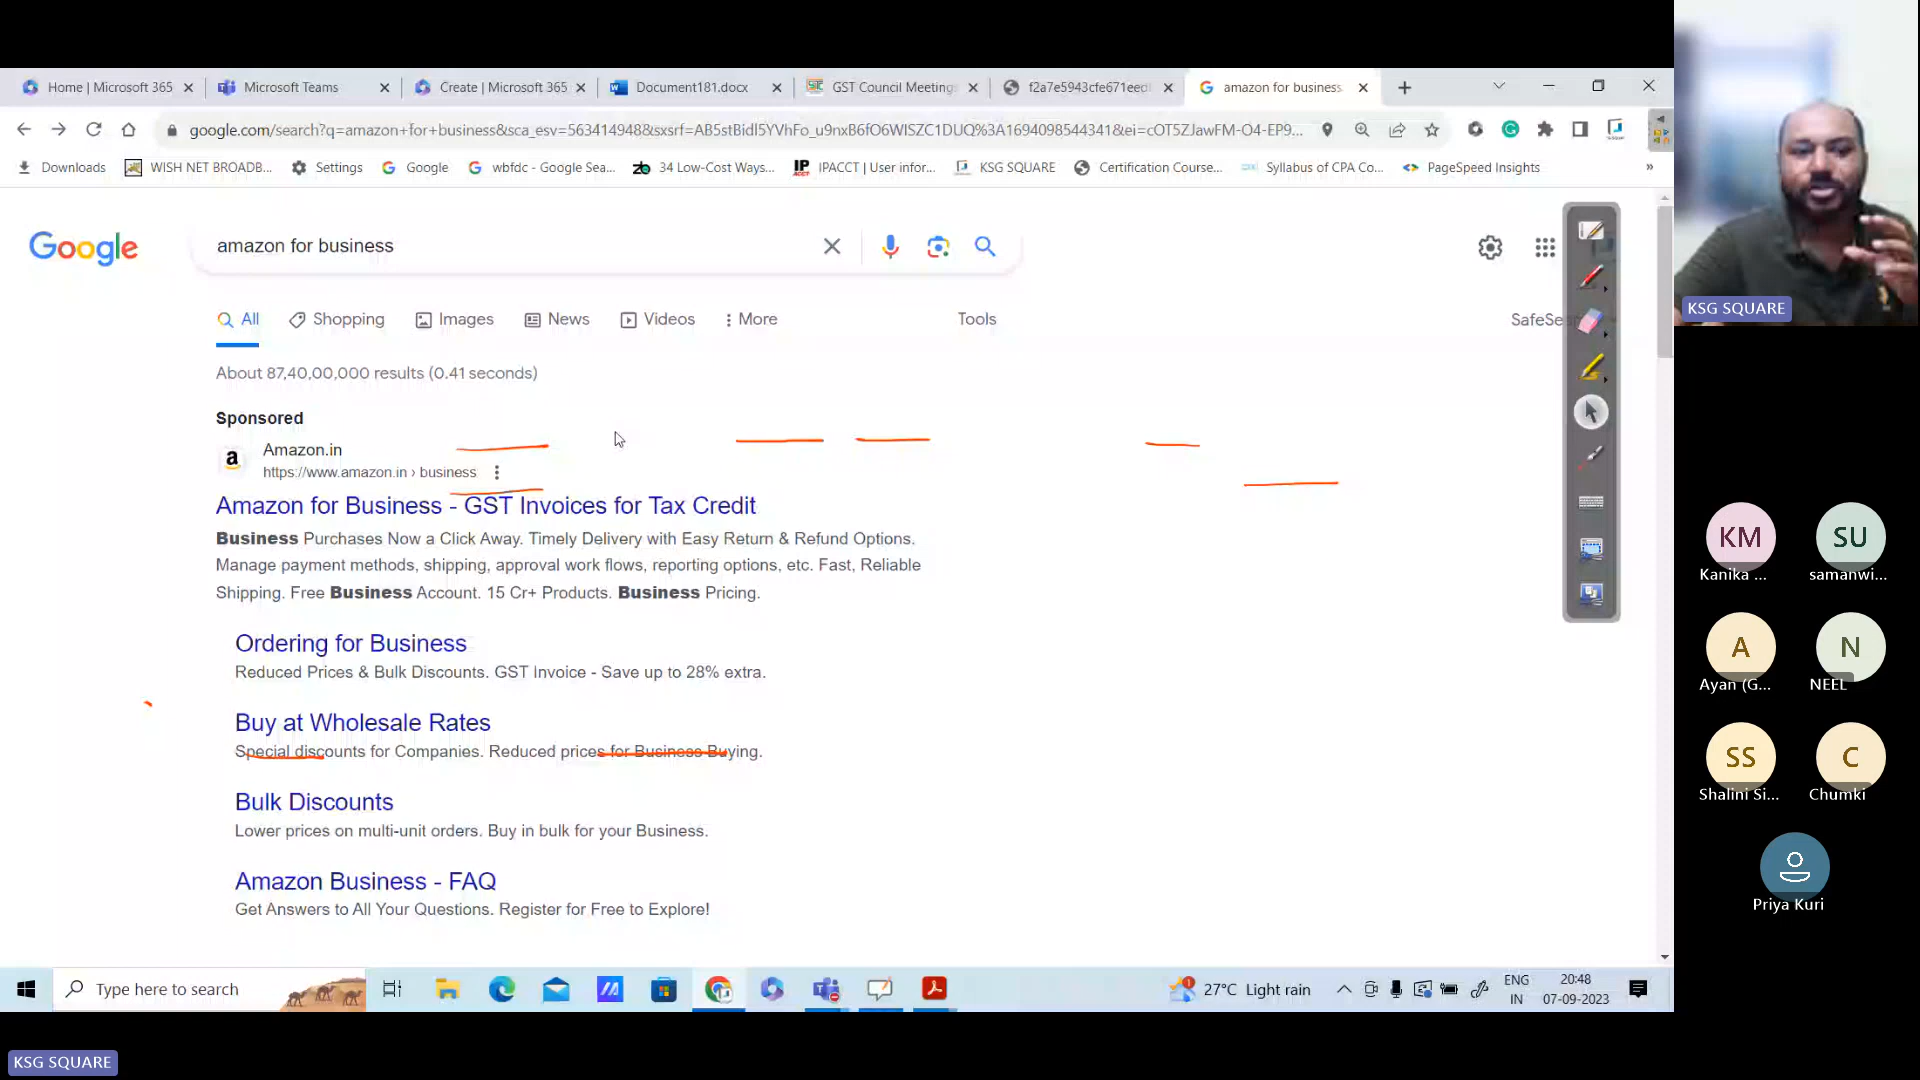 Home | Microsoft 365
Microsoft Teams
Create | Microsoft 365
Document181.docx
GST Council Meeting
f2a7e5943cfe671eed
amazon for business
google.com/search?q=amazon+for+business&sca_esv=563414948&sxsrf=AB5stBidI5YVhFo_u9nxB6fO6WISZC1DUQ%3A1694098544341&ei=cOT5ZJawFM-O4-EP9...
Downloads
WISH NET BROADB...
Settings
Google
wbfdc - Google Sea...
34 Low-Cost Ways...
IPACCT | User infor...
KSG SQUARE
Certification Course...
Syllabus of CPA Co...
PageSpeed Insights
Google
amazon for business
All
Shopping
Images
News
Videos
More
Tools
SafeSe
About 87,40,00,000 results (0.41 seconds)
Sponsored
Amazon.in
https://www.amazon.in › business
Amazon for Business - GST Invoices for Tax Credit
Business Purchases Now a Click Away. Timely Delivery with Easy Return & Refund Options.
Manage payment methods, shipping, approval work flows, reporting options, etc. Fast, Reliable
Shipping. Free Business Account. 15 Cr+ Products. Business Pricing.
Ordering for Business
Reduced Prices & Bulk Discounts. GST Invoice - Save up to 28% extra.
Buy at Wholesale Rates
Special discounts for Companies. Reduced prices for Business Buying.
Bulk Discounts
Lower prices on multi-unit orders. Buy in bulk for your Business.
Amazon Business - FAQ
Get Answers to All Your Questions. Register for Free to Explore!
Type here to search
27°C Light rain
ENG
IN
20:48
07-09-2023
KSG SQUARE
KM
Kanika ...
SU
samanwi...
A
Ayan (G...
N
NEEL
SS
Shalini Si...
C
Chumki
Priya Kuri
KSG SQUARE